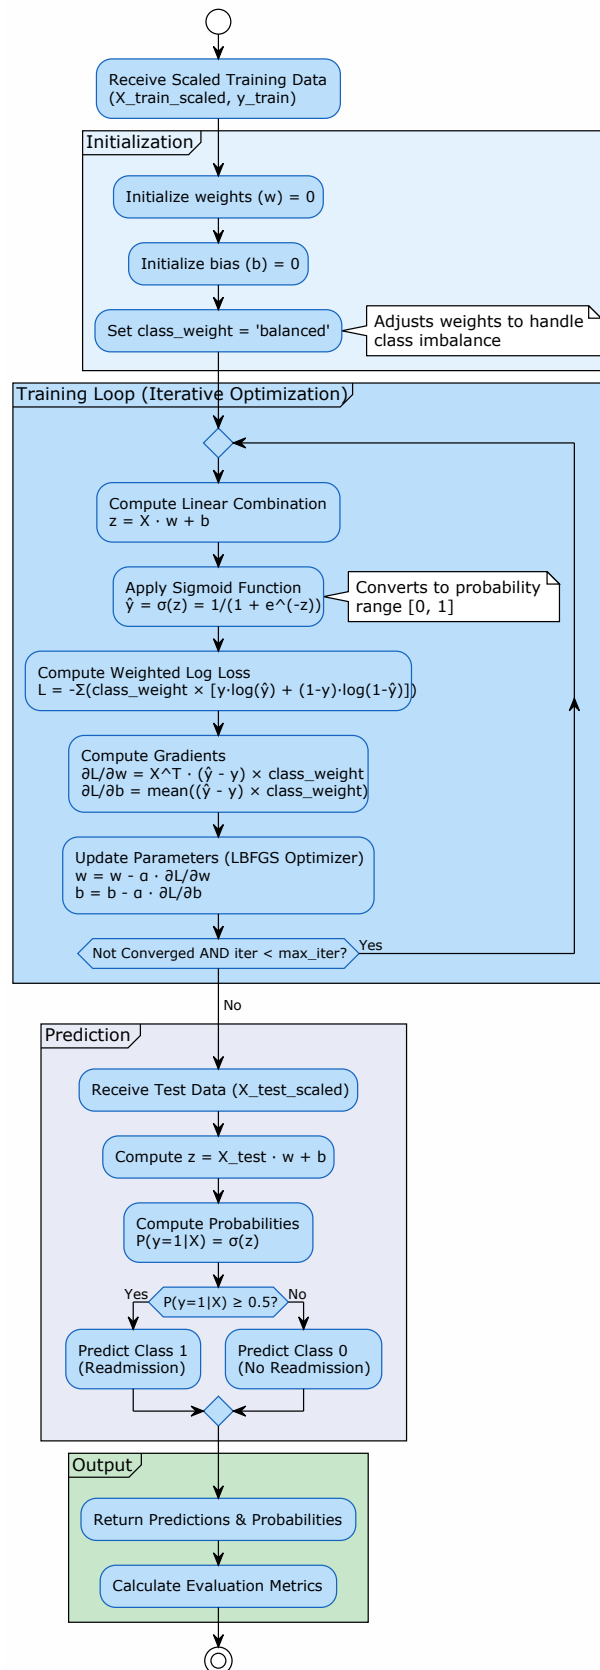 Receive Scaled Training Data
(X_train_scaled, y_train)
Initialization
Initialize weights (w) = 0
Initialize bias (b) = 0
Set class_weight = 'balanced'
Adjusts weights to handle
class imbalance
Training Loop (Iterative Optimization)
Compute Linear Combination
z = X · w + b
Apply Sigmoid Function
ŷ = σ(z) = 1/(1 + e^(-z))
Converts to probability
range [0, 1]
Compute Weighted Log Loss
L = -Σ(class_weight × [y·log(ŷ) + (1-y)·log(1-ŷ)])
Compute Gradients
∂L/∂w = X^T · (ŷ - y) × class_weight
∂L/∂b = mean((ŷ - y) × class_weight)
Update Parameters (LBFGS Optimizer)
w = w - α · ∂L/∂w
b = b - α · ∂L/∂b
Not Converged AND iter < max_iter?
Yes
No
Prediction
Receive Test Data (X_test_scaled)
Compute z = X_test · w + b
Compute Probabilities
P(y=1|X) = σ(z)
Yes
P(y=1|X) ≥ 0.5?
No
Predict Class 1
(Readmission)
Predict Class 0
(No Readmission)
Output
Return Predictions & Probabilities
Calculate Evaluation Metrics